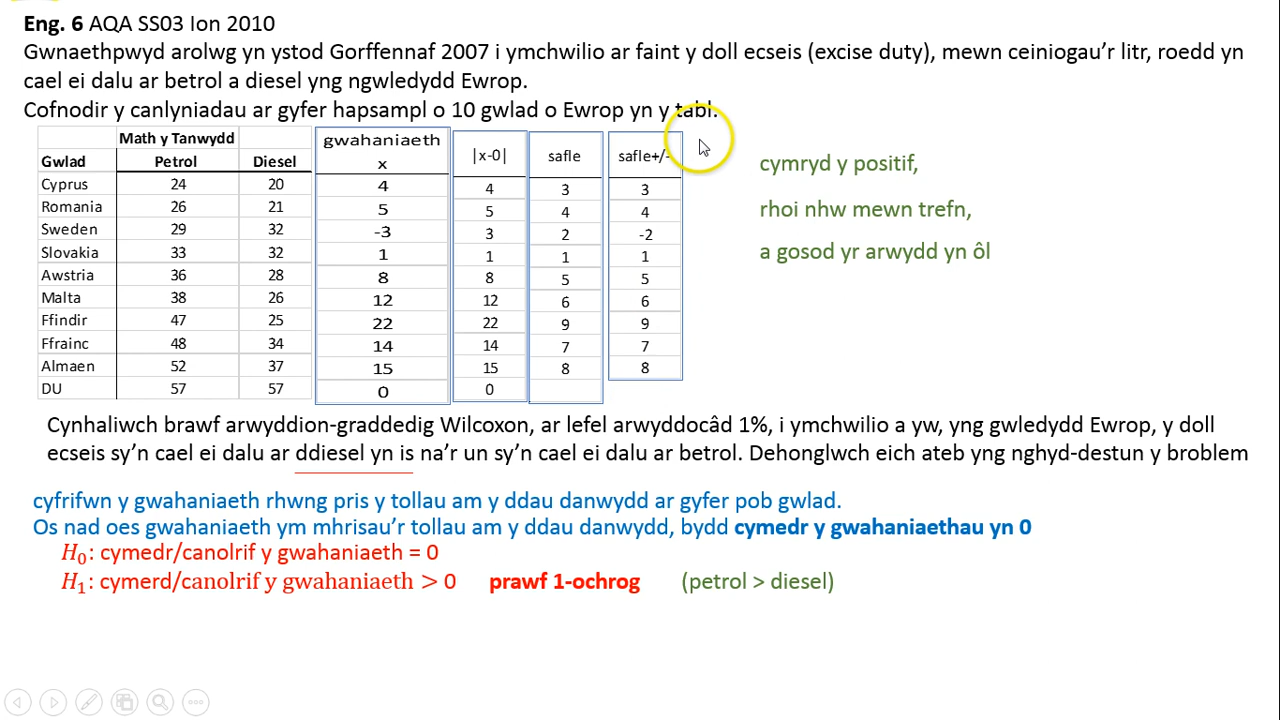 Eng. 6 AQA SS03 Ion 2010
Gwnaethpwyd arolwg yn ystod Gorffennaf 2007 i ymchwilio ar faint y doll ecseis (excise duty), mewn ceiniogau’r litr, roedd yn
cael ei dalu ar betrol a diesel yng ngwledydd Ewrop.
Cofnodir y canlyniadau ar gyfer hapsampl o 10 gwlad o Ewrop yn y tabl.
Math y Tanwydd gwahaniaeth
Gwlad Petrol Diesel x |x-0| safle safle+/-
Cyprus 24 20 4 4 3 3
Romania 26 21 5 5 4 4
Sweden 29 32 -3 3 2 -2
Slovakia 33 32 1 1 1 1
Awstria 36 28 8 8 5 5
Malta 38 26 12 12 6 6
Ffindir 47 25 22 22 9 9
Ffrainc 48 34 14 14 7 7
Almaen 52 37 15 15 8 8
DU 57 57 0 0
cymryd y positif,
rhoi nhw mewn trefn,
a gosod yr arwydd yn ôl
Cynhaliwch brawf arwyddion-graddedig Wilcoxon, ar lefel arwyddocâd 1%, i ymchwilio a yw, yng gwledydd Ewrop, y doll
ecseis sy’n cael ei dalu ar ddiesel yn is na’r un sy’n cael ei dalu ar betrol. Dehonglwch eich ateb yng nghyd-destun y broblem
cyfrifwn y gwahaniaeth rhwng pris y tollau am y ddau danwydd ar gyfer pob gwlad.
Os nad oes gwahaniaeth ym mhrisau’r tollau am y ddau danwydd, bydd cymedr y gwahaniaethau yn 0
H₀: cymedr/canolrif y gwahaniaeth = 0
H₁: cymerd/canolrif y gwahaniaeth > 0 prawf 1-ochrog (petrol > diesel)